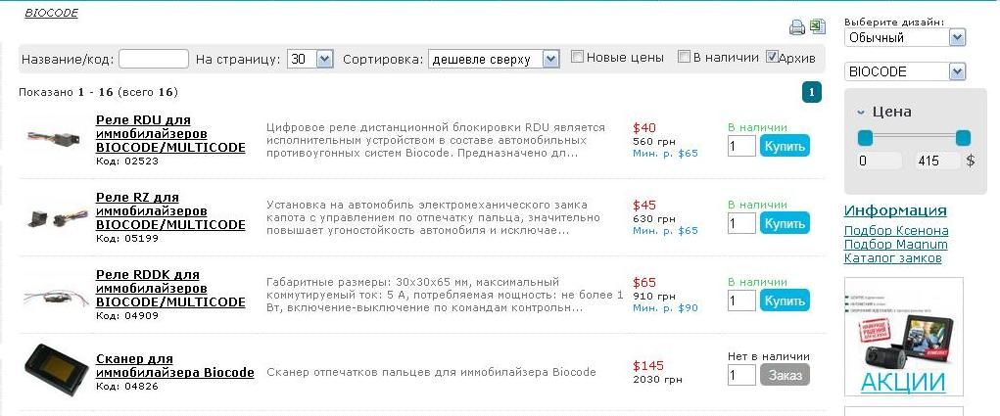 BIOCODE
Выберите дизайн:
Обычный
Название/код: На страницу: 30 Сортировка: дешевле сверху Новые цены В наличии Архив
BIOCODE
Показано 1 - 16 (всего 16) 1
Цена
0 415 $
Реле RDU для
иммобилайзеров
BIOCODE/MULTICODE
Код: 02523
Цифровое реле дистанционной блокировки RDU является
исполнительным устройством в составе автомобильных
противоугонных систем Biocode. Предназначено дл...
$40
560 грн
Мин. р. $65
В наличии
1 Купить
Реле RZ для
иммобилайзеров
BIOCODE/MULTICODE
Код: 05199
Установка на автомобиль электромеханического замка
капота с управлением по отпечатку пальца, значительно
повышает угоностойкость автомобиля и исключае...
$45
630 грн
Мин. р. $65
В наличии
1 Купить
Информация
Подбор Ксенона
Подбор Magnum
Каталог замков
Реле RDDK для
иммобилайзеров
BIOCODE/MULTICODE
Код: 04909
Габаритные размеры: 30х30х65 мм, максимальный
коммутируемый ток: 5 А, потребляемая мощность: не более 1
Вт, включение-выключение по командам контрольн...
$65
910 грн
Мин. р. $90
В наличии
1 Купить
Сканер для
иммобилайзера Biocode
Код: 04826
Сканер отпечатков пальцев для иммобилайзера Biocode
$145
2030 грн
Нет в наличии
1 Заказ
АКЦИИ